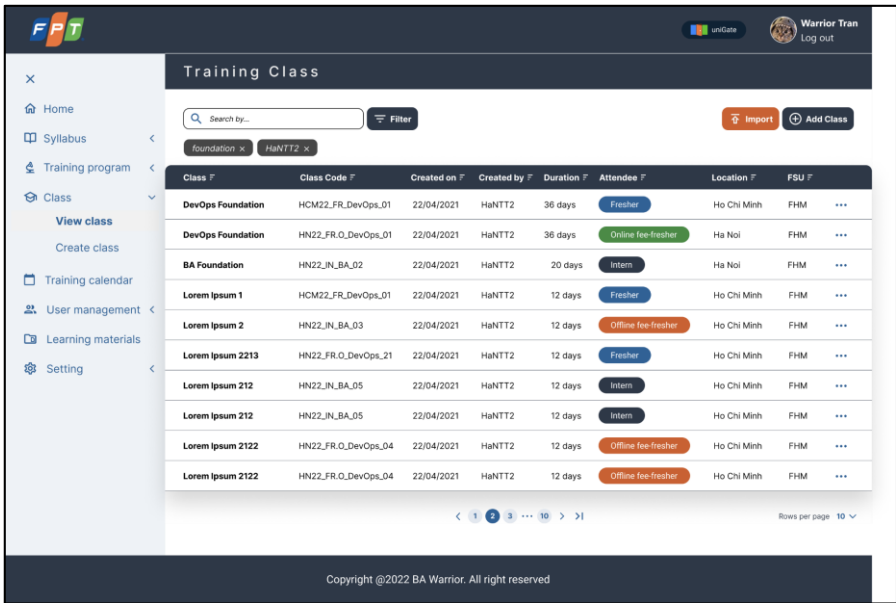 FPT
uniGate
Warrior Tran
Log out
Training Class
Home
Syllabus
Training program
Class
View class
Create class
Training calendar
User management
Learning materials
Setting
Search by...
Filter
Import
Add Class
foundation ×
HaNTT2 ×
Class Class Code Created on Created by Duration Attendee Location FSU
DevOps Foundation HCM22_FR_DevOps_01 22/04/2021 HaNTT2 36 days Fresher Ho Chi Minh FHM ...
DevOps Foundation HN22_FR.O_DevOps_01 22/04/2021 HaNTT2 36 days Online fee-fresher Ha Noi FHM ...
BA Foundation HN22_IN_BA_02 22/04/2021 HaNTT2 20 days Intern Ha Noi FHM ...
Lorem Ipsum 1 HCM22_FR_DevOps_01 22/04/2021 HaNTT2 12 days Fresher Ho Chi Minh FHM ...
Lorem Ipsum 2 HN22_IN_BA_03 22/04/2021 HaNTT2 12 days Offline fee-fresher Ho Chi Minh FHM ...
Lorem Ipsum 2213 HN22_FR.O_DevOps_21 22/04/2021 HaNTT2 12 days Fresher Ho Chi Minh FHM ...
Lorem Ipsum 212 HN22_IN_BA_05 22/04/2021 HaNTT2 12 days Intern Ho Chi Minh FHM ...
Lorem Ipsum 212 HN22_IN_BA_05 22/04/2021 HaNTT2 12 days Intern Ho Chi Minh FHM ...
Lorem Ipsum 2122 HN22_FR.O_DevOps_04 22/04/2021 HaNTT2 12 days Offline fee-fresher Ho Chi Minh FHM ...
Lorem Ipsum 2122 HN22_FR.O_DevOps_04 22/04/2021 HaNTT2 12 days Offline fee-fresher Ho Chi Minh FHM ...
< 1 2 3 ... 10 > >|
Rows per page 10
Copyright @2022 BA Warrior. All right reserved